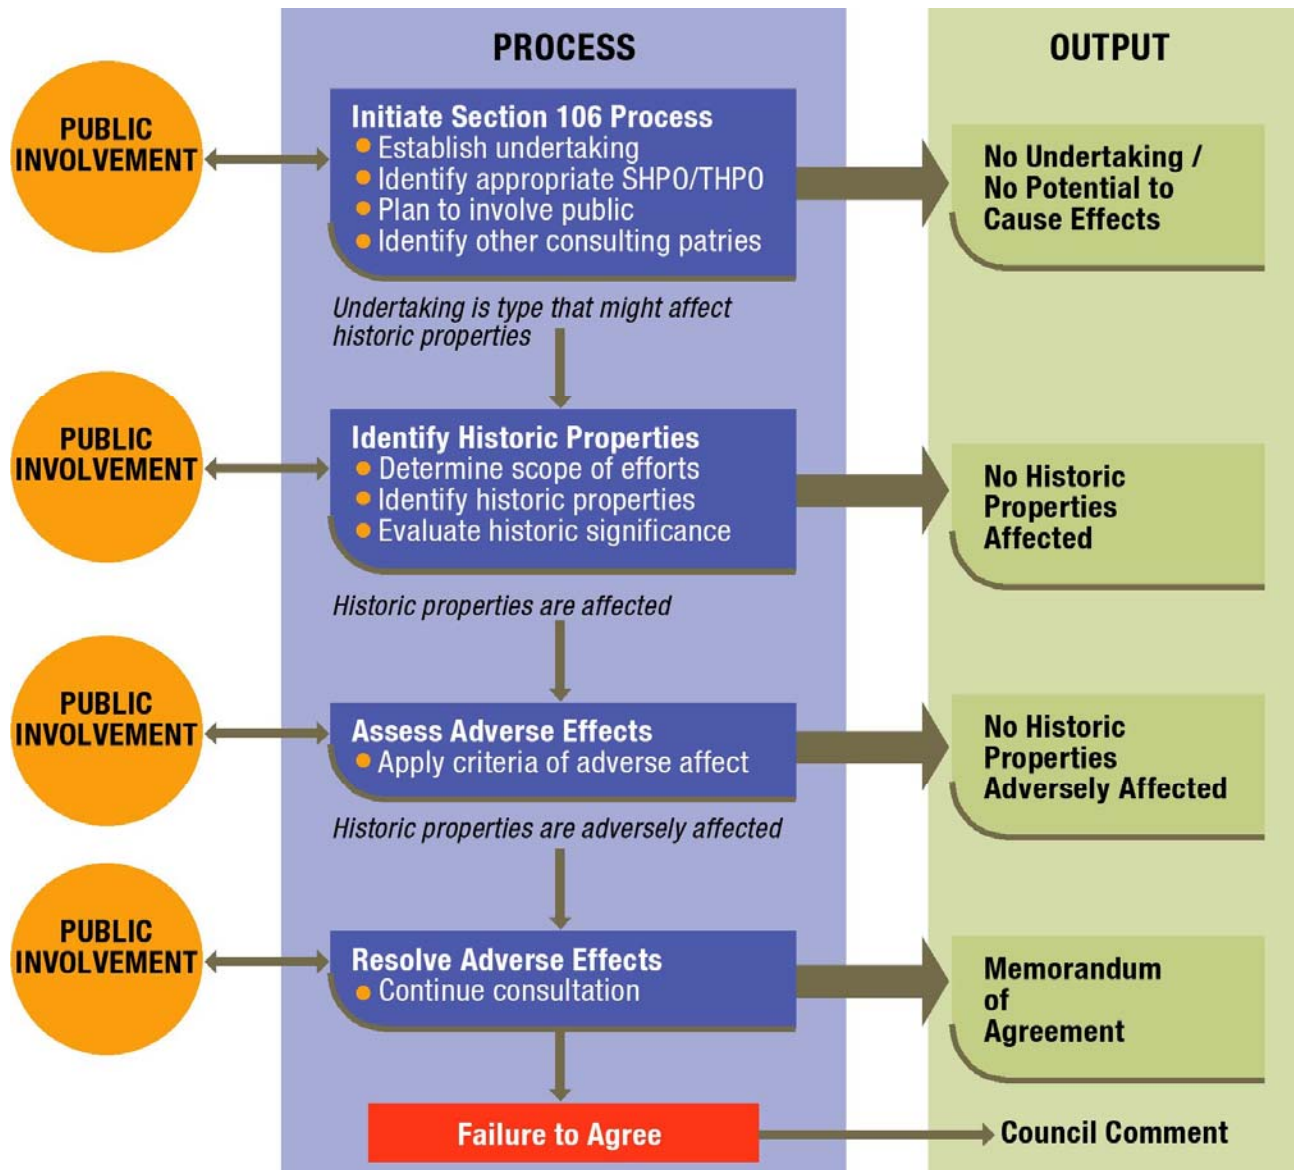 PROCESS
OUTPUT
PUBLIC
INVOLVEMENT
Initiate Section 106 Process
Establish undertaking
Identify appropriate SHPO/THPO
Plan to involve public
Identify other consulting patries
No Undertaking /
No Potential to
Cause Effects
Undertaking is type that might affect
historic properties
PUBLIC
INVOLVEMENT
Identify Historic Properties
Determine scope of efforts
Identify historic properties
Evaluate historic significance
No Historic
Properties
Affected
Historic properties are affected
PUBLIC
INVOLVEMENT
Assess Adverse Effects
Apply criteria of adverse affect
No Historic
Properties
Adversely Affected
Historic properties are adversely affected
PUBLIC
INVOLVEMENT
Resolve Adverse Effects
Continue consultation
Memorandum
of
Agreement
Failure to Agree
Council Comment